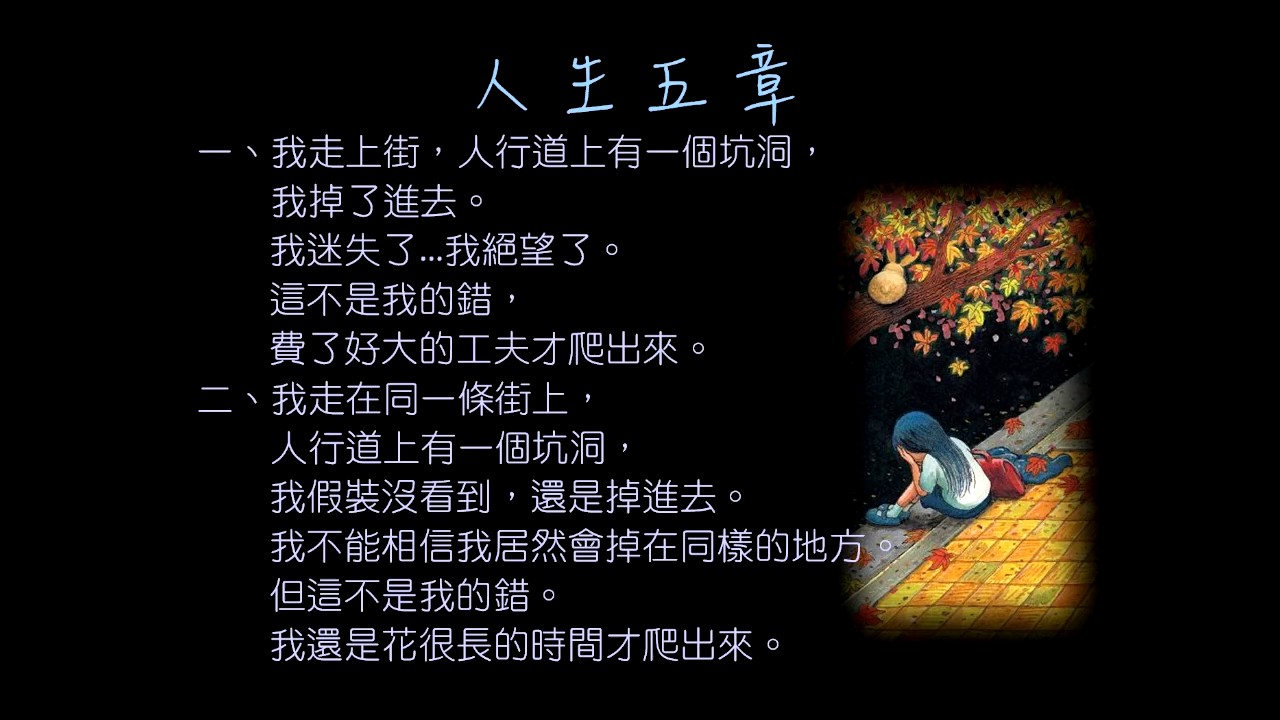 人生五章
一、我走上街，人行道上有一個坑洞，
我掉了進去。
我迷失了...我絕望了。
這不是我的錯，
費了好大的工夫才爬出來。
二、我走在同一條街上，
人行道上有一個坑洞，
我假裝沒看到，還是掉進去。
我不能相信我居然會掉在同樣的地方。
但這不是我的錯。
我還是花很長的時間才爬出來。